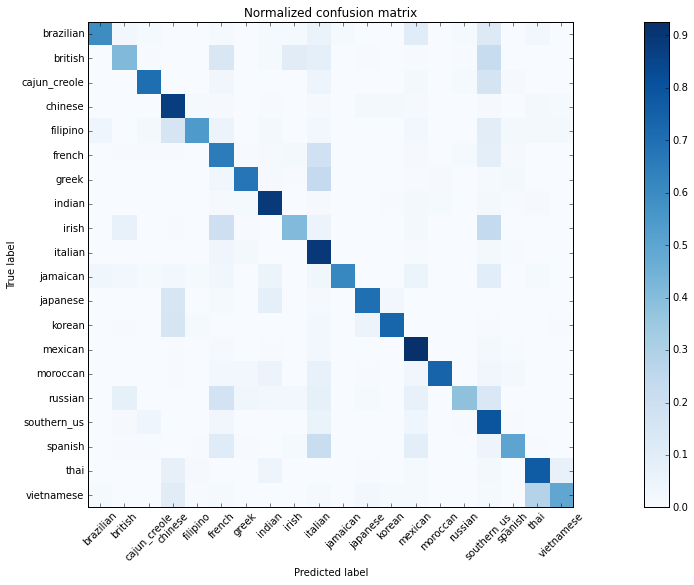 Normalized confusion matrix
True label
brazilian
british
cajun_creole
chinese
filipino
french
greek
indian
irish
italian
jamaican
japanese
korean
mexican
moroccan
russian
southern_us
spanish
thai
vietnamese
brazilian
british
cajun_creole
chinese
filipino
french
greek
indian
irish
italian
jamaican
japanese
korean
mexican
moroccan
russian
southern_us
spanish
thai
vietnamese
Predicted label
0.9
0.8
0.7
0.6
0.5
0.4
0.3
0.2
0.1
0.0